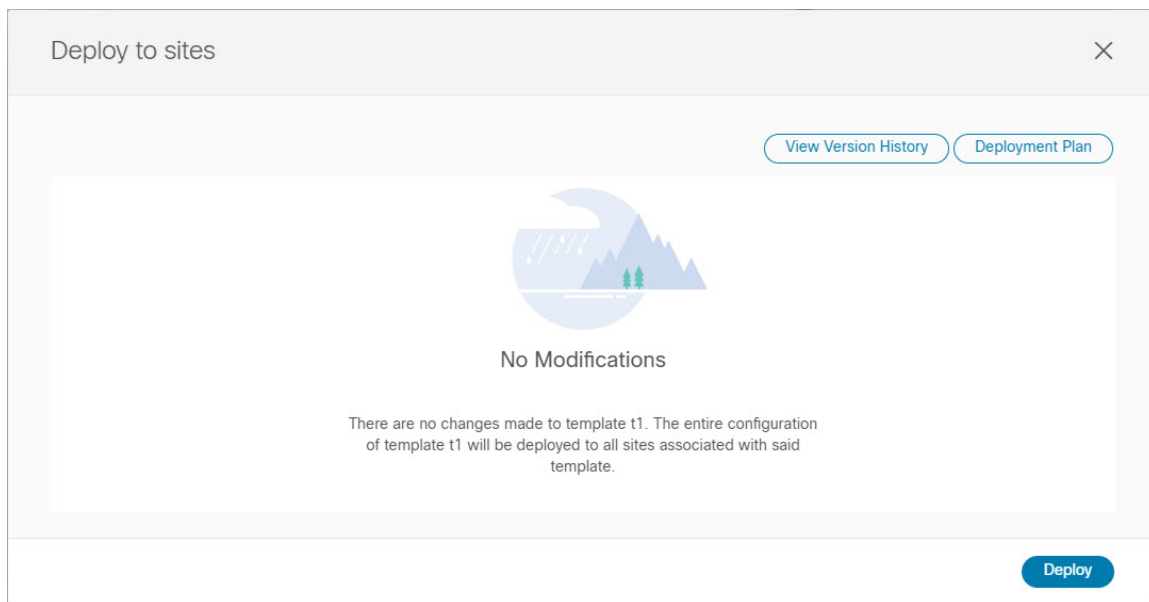 Deploy to sites
View Version History
Deployment Plan
No Modifications
There are no changes made to template t1. The entire configuration
of template t1 will be deployed to all sites associated with said
template.
Deploy